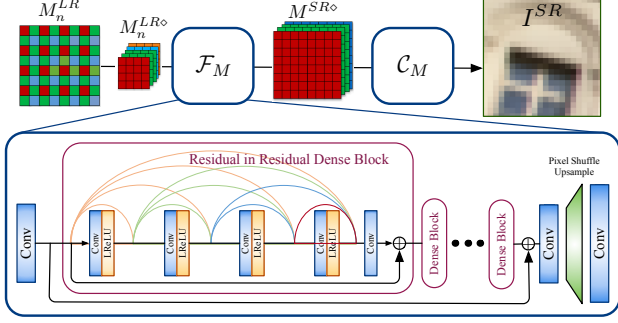 M_n^{LR}
M_n^{LR⋄}
F_M
M^{SR⋄}
C_M
I^{SR}
Residual in Residual Dense Block
Pixel Shuffle
Upsample
Conv
Conv
LReLU
Conv
LReLU
Conv
LReLU
Conv
LReLU
Conv
Dense Block
Dense Block
Conv
Conv